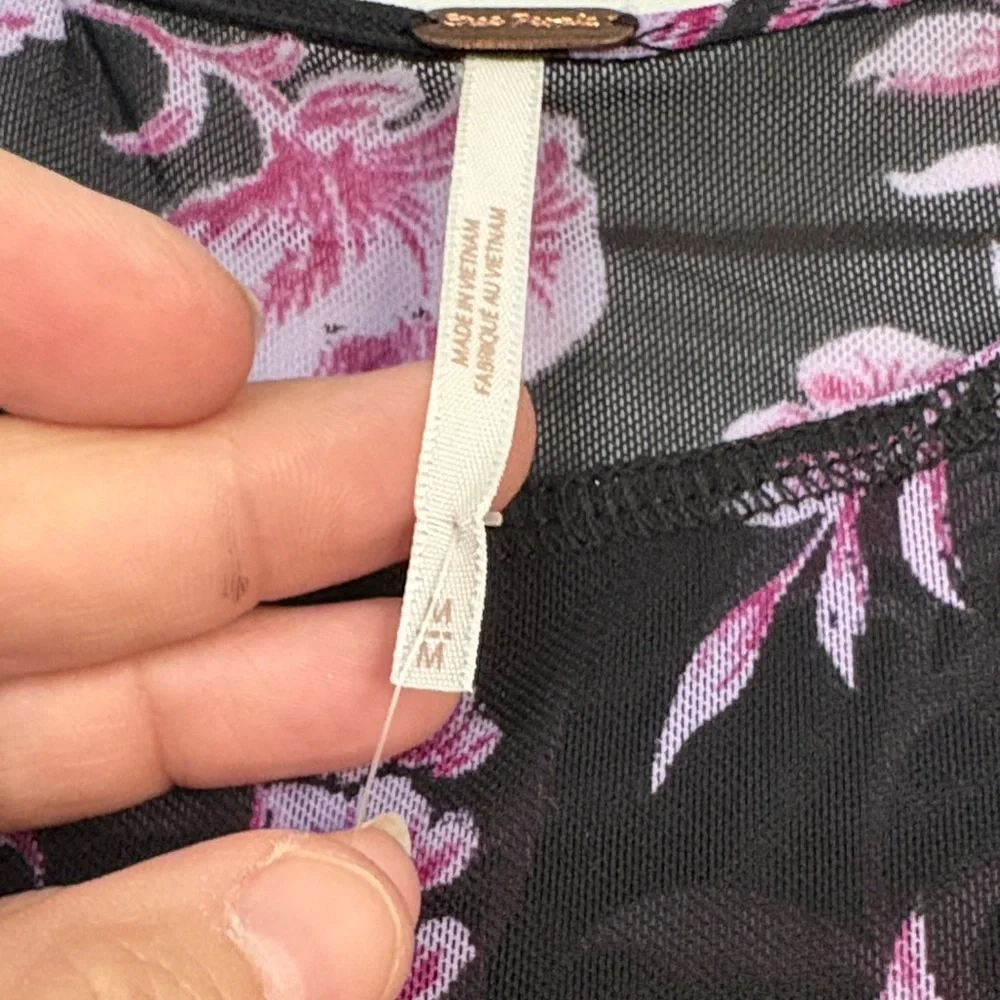 Free People
MADE IN VIETNAM
FABRIQUÉ AU VIETNAM
M
M